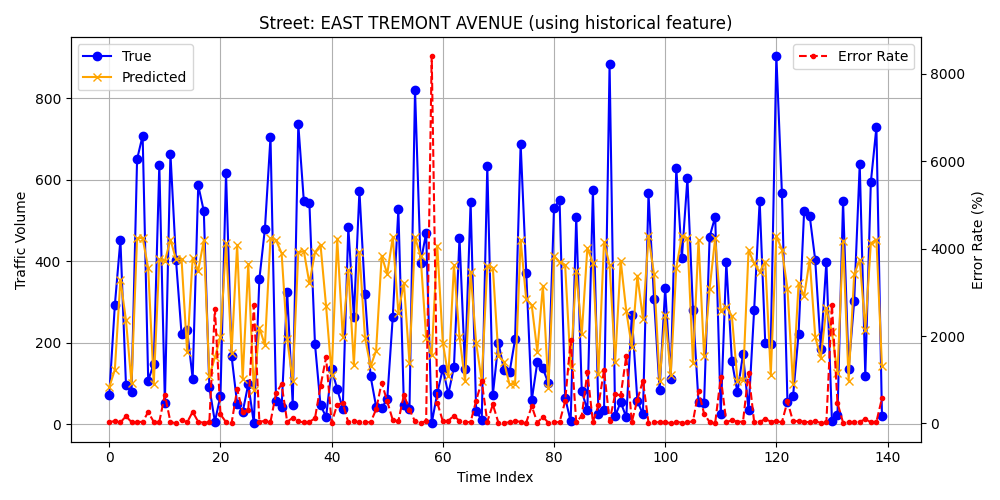 Street: EAST TREMONT AVENUE (using historical feature)
True
Predicted
Error Rate
Traffic Volume
800
600
400
200
0
8000
6000
4000
2000
0
Error Rate (%)
0 20 40 60 80 100 120 140
Time Index